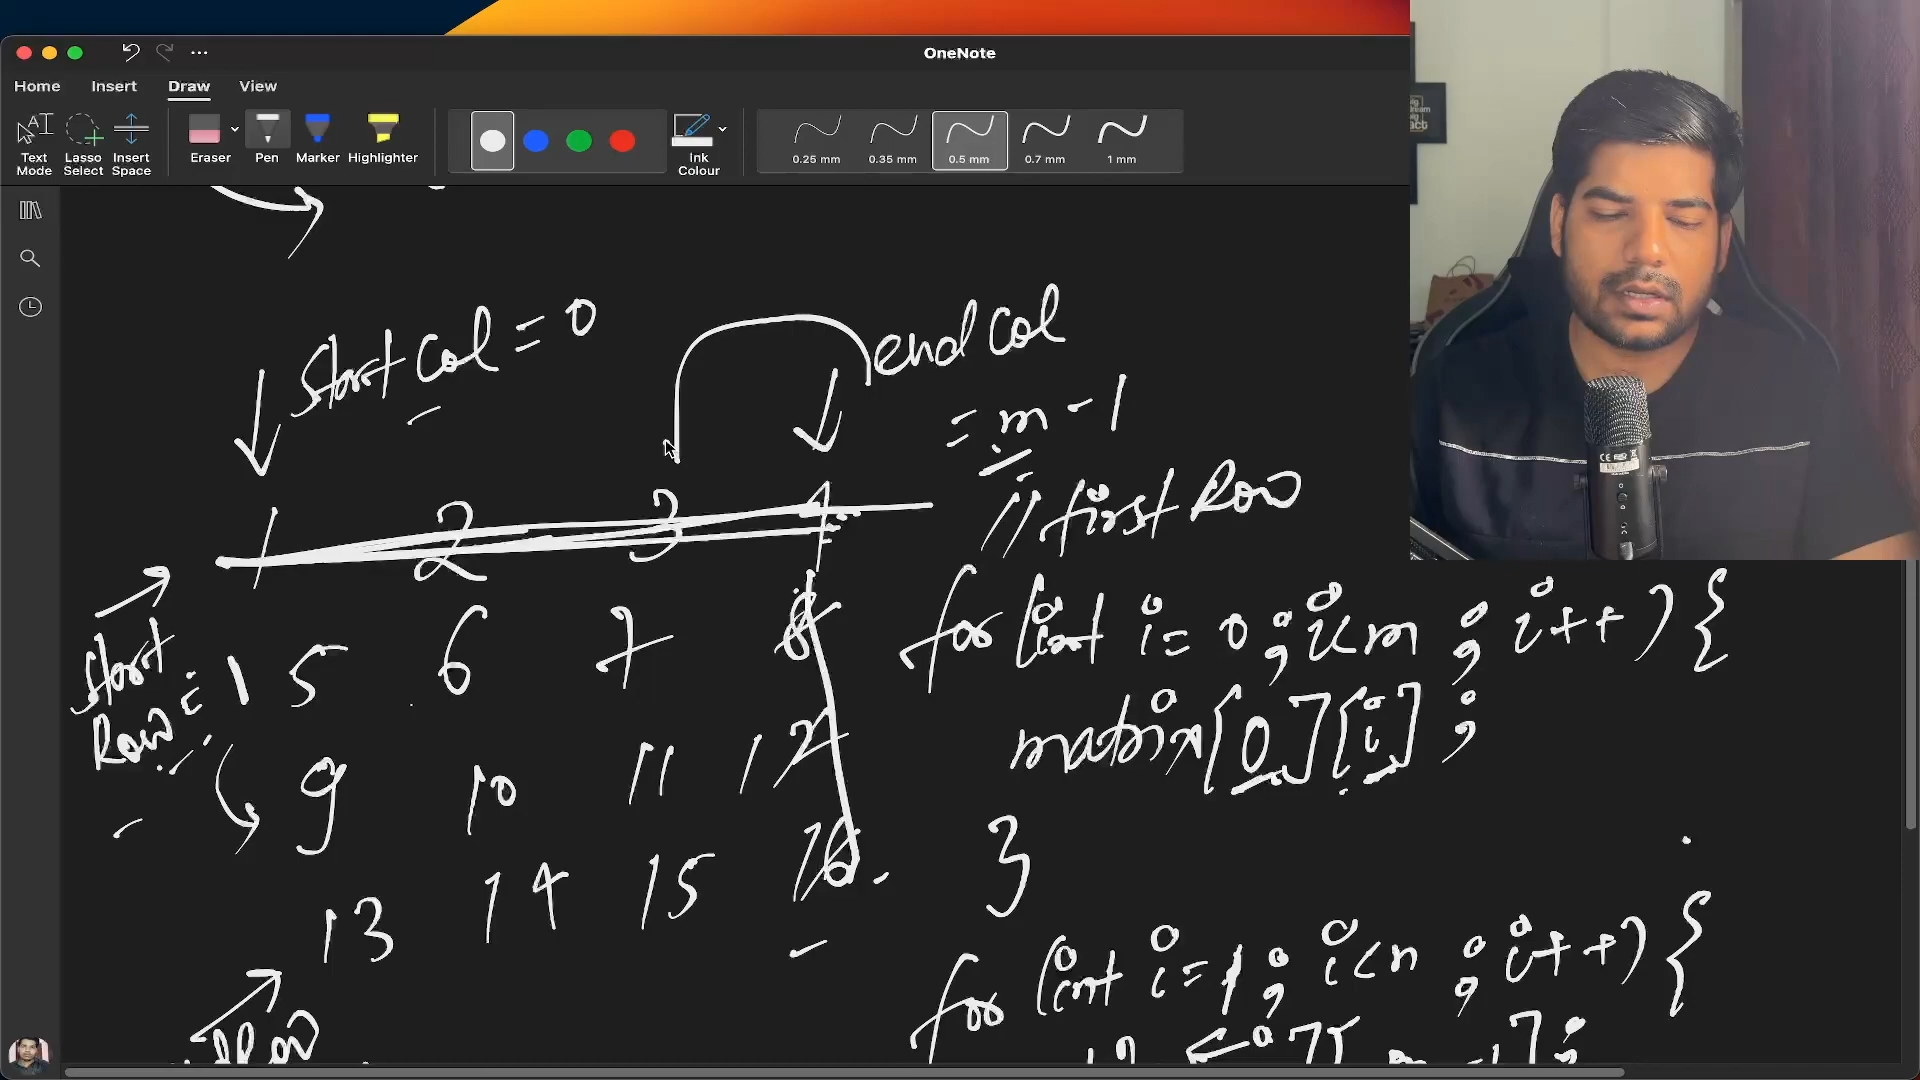 OneNote
Home Insert Draw View
Text Mode
Lasso Select
Insert Space
Eraser
Pen
Marker
Highlighter
Ink Colour
0.25 mm
0.35 mm
0.5 mm
0.7 mm
1 mm
start Col = 0
end Col
= m - 1
// first Row
1 2 3 4
start Row = 1
5 6 7 8
9 10 11 12
13 14 15 16
for (int i = 0 ; i < m ; i++) {
matrix[0][i] ;
}
for (int i = 1 ; i < n ; i++) {